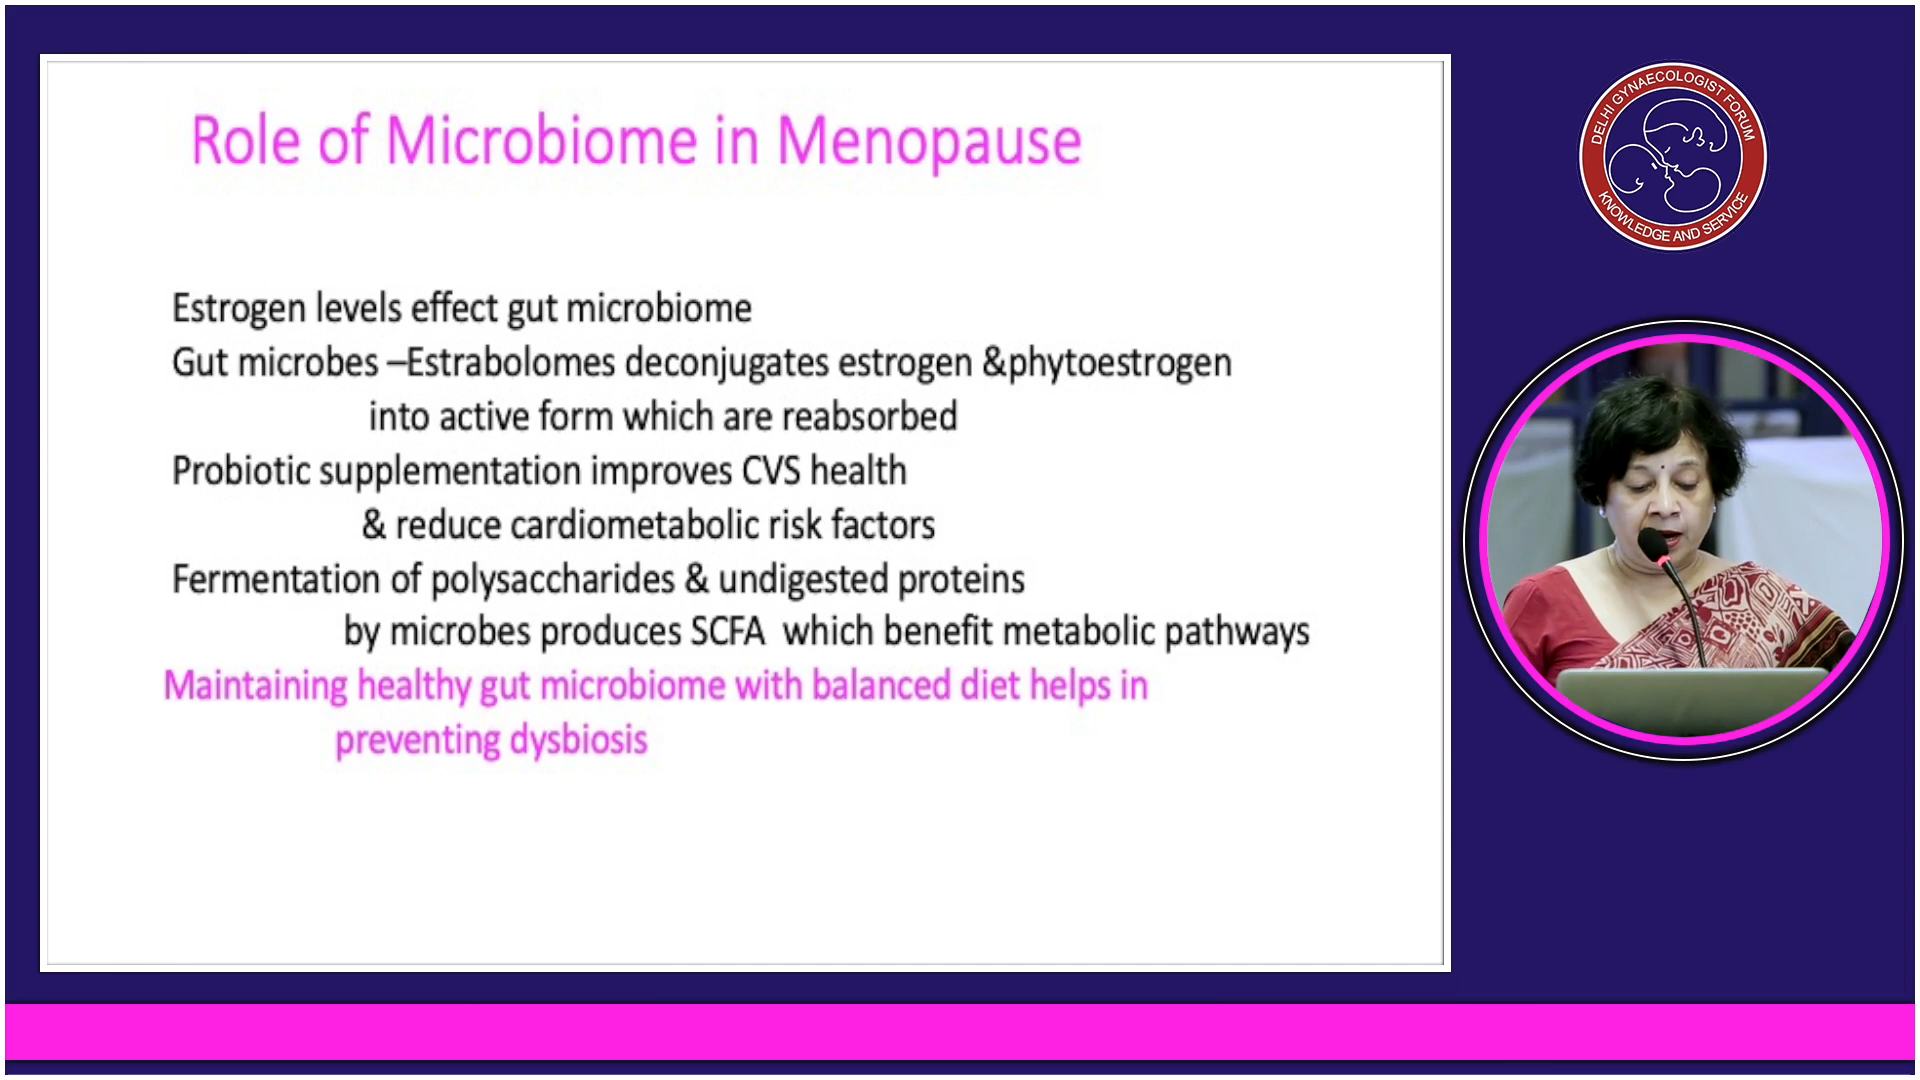 Role of Microbiome in Menopause
Estrogen levels effect gut microbiome
Gut microbes –Estrabolomes deconjugates estrogen &phytoestrogen
into active form which are reabsorbed
Probiotic supplementation improves CVS health
& reduce cardiometabolic risk factors
Fermentation of polysaccharides & undigested proteins
by microbes produces SCFA which benefit metabolic pathways
Maintaining healthy gut microbiome with balanced diet helps in
preventing dysbiosis
DELHI GYNAECOLOGIST FORUM
KNOWLEDGE AND SERVICE